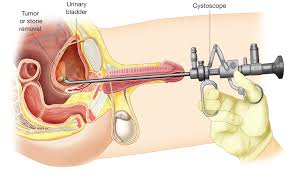 Tumor
or stone
removal
Urinary
bladder
Cystoscope